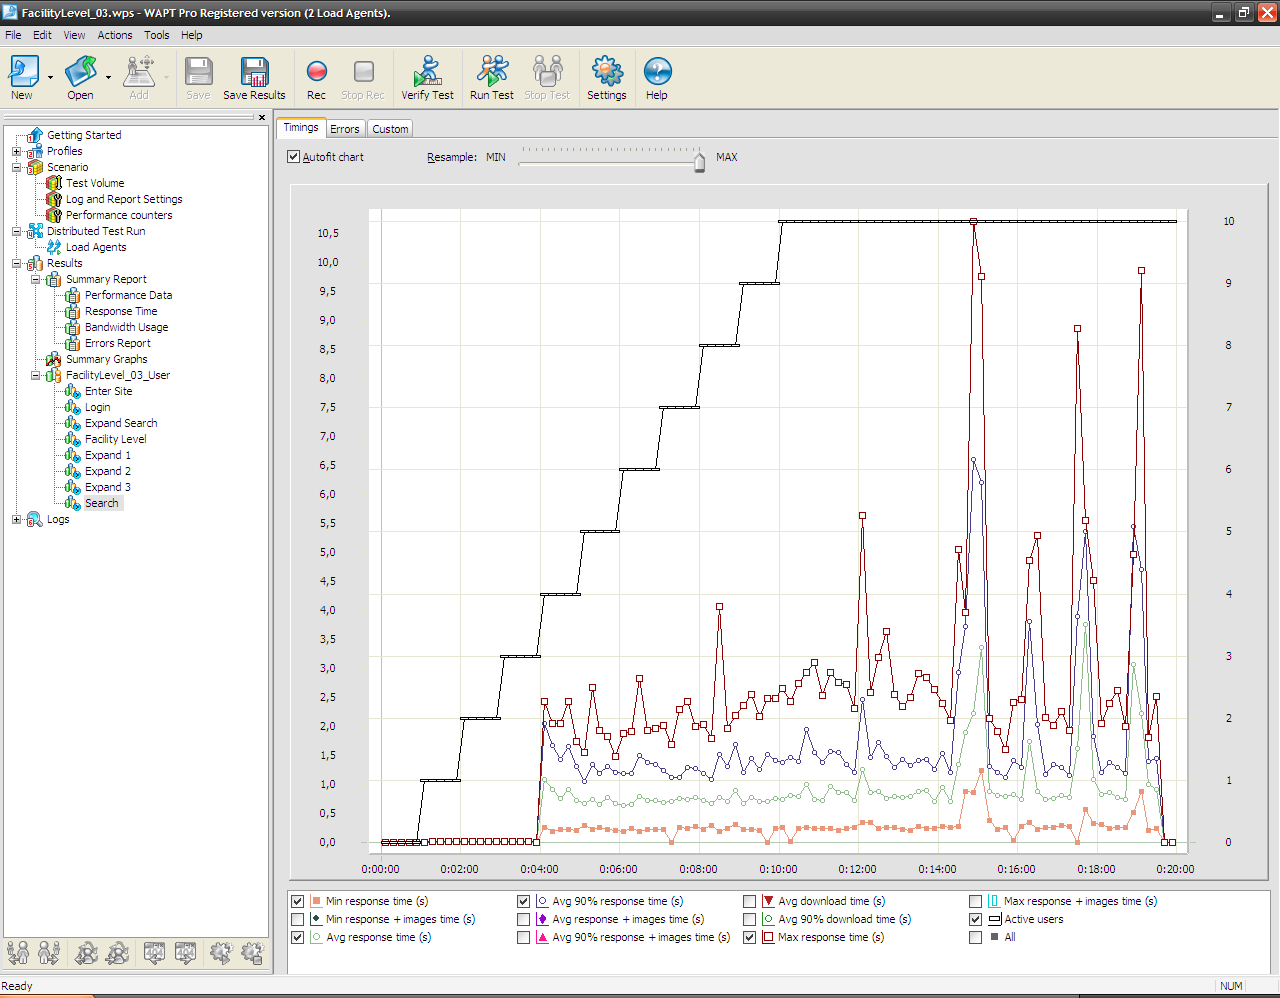 FacilityLevel_03.wps - WAPT Pro Registered version (2 Load Agents).
File Edit View Actions Tools Help
New Open Add Save Save Results Rec Stop Rec Verify Test Run Test Stop Test Settings Help
Getting Started
Profiles
Scenario
Test Volume
Log and Report Settings
Performance counters
Distributed Test Run
Load Agents
Results
Summary Report
Performance Data
Response Time
Bandwidth Usage
Errors Report
Summary Graphs
FacilityLevel_03_User
Enter Site
Login
Expand Search
Facility Level
Expand 1
Expand 2
Expand 3
Search
Logs
Timings Errors Custom
Autofit chart Resample: MIN MAX
10
10,5
10,0
9,5 9
9,0
8,5 8
8,0
7,5 7
7,0
6,5 6
6,0
5,5 5
5,0
4,5 4
4,0
3,5
3,0 3
2,5
2,0 2
1,5
1,0 1
0,5
0,0 0
0:00:00 0:02:00 0:04:00 0:06:00 0:08:00 0:10:00 0:12:00 0:14:00 0:16:00 0:18:00 0:20:00
Min response time (s) Avg 90% response time (s) Avg download time (s) Max response +images time (s)
Min response +images time (s) Avg response +images time (s) Avg 90% download time (s) Active users
Avg response time (s) Avg 90% response +images time (s) Max response time (s) All
Ready NUM